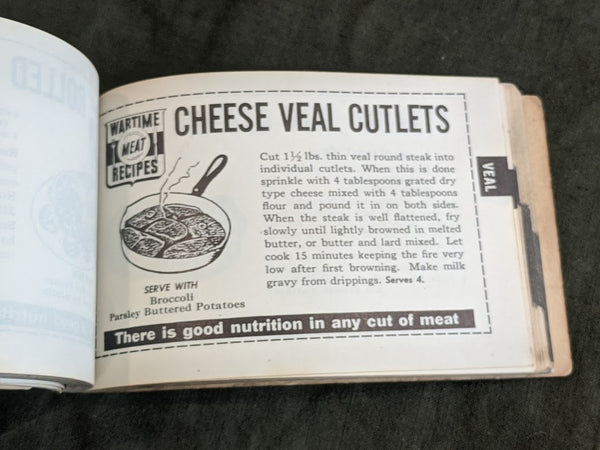 WARTIME
MEAT
RECIPES
CHEESE VEAL CUTLETS
Cut 1½ lbs. thin veal round steak into
individual cutlets. When this is done
sprinkle with 4 tablespoons grated dry
type cheese mixed with 4 tablespoons
flour and pound it in on both sides.
When the steak is well flattened, fry
slowly until lightly browned in melted
butter, or butter and lard mixed. Let
cook 15 minutes keeping the fire very
low after first browning. Make milk
gravy from drippings. Serves 4.
SERVE WITH
Broccoli
Parsley Buttered Potatoes
There is good nutrition in any cut of meat
VEAL